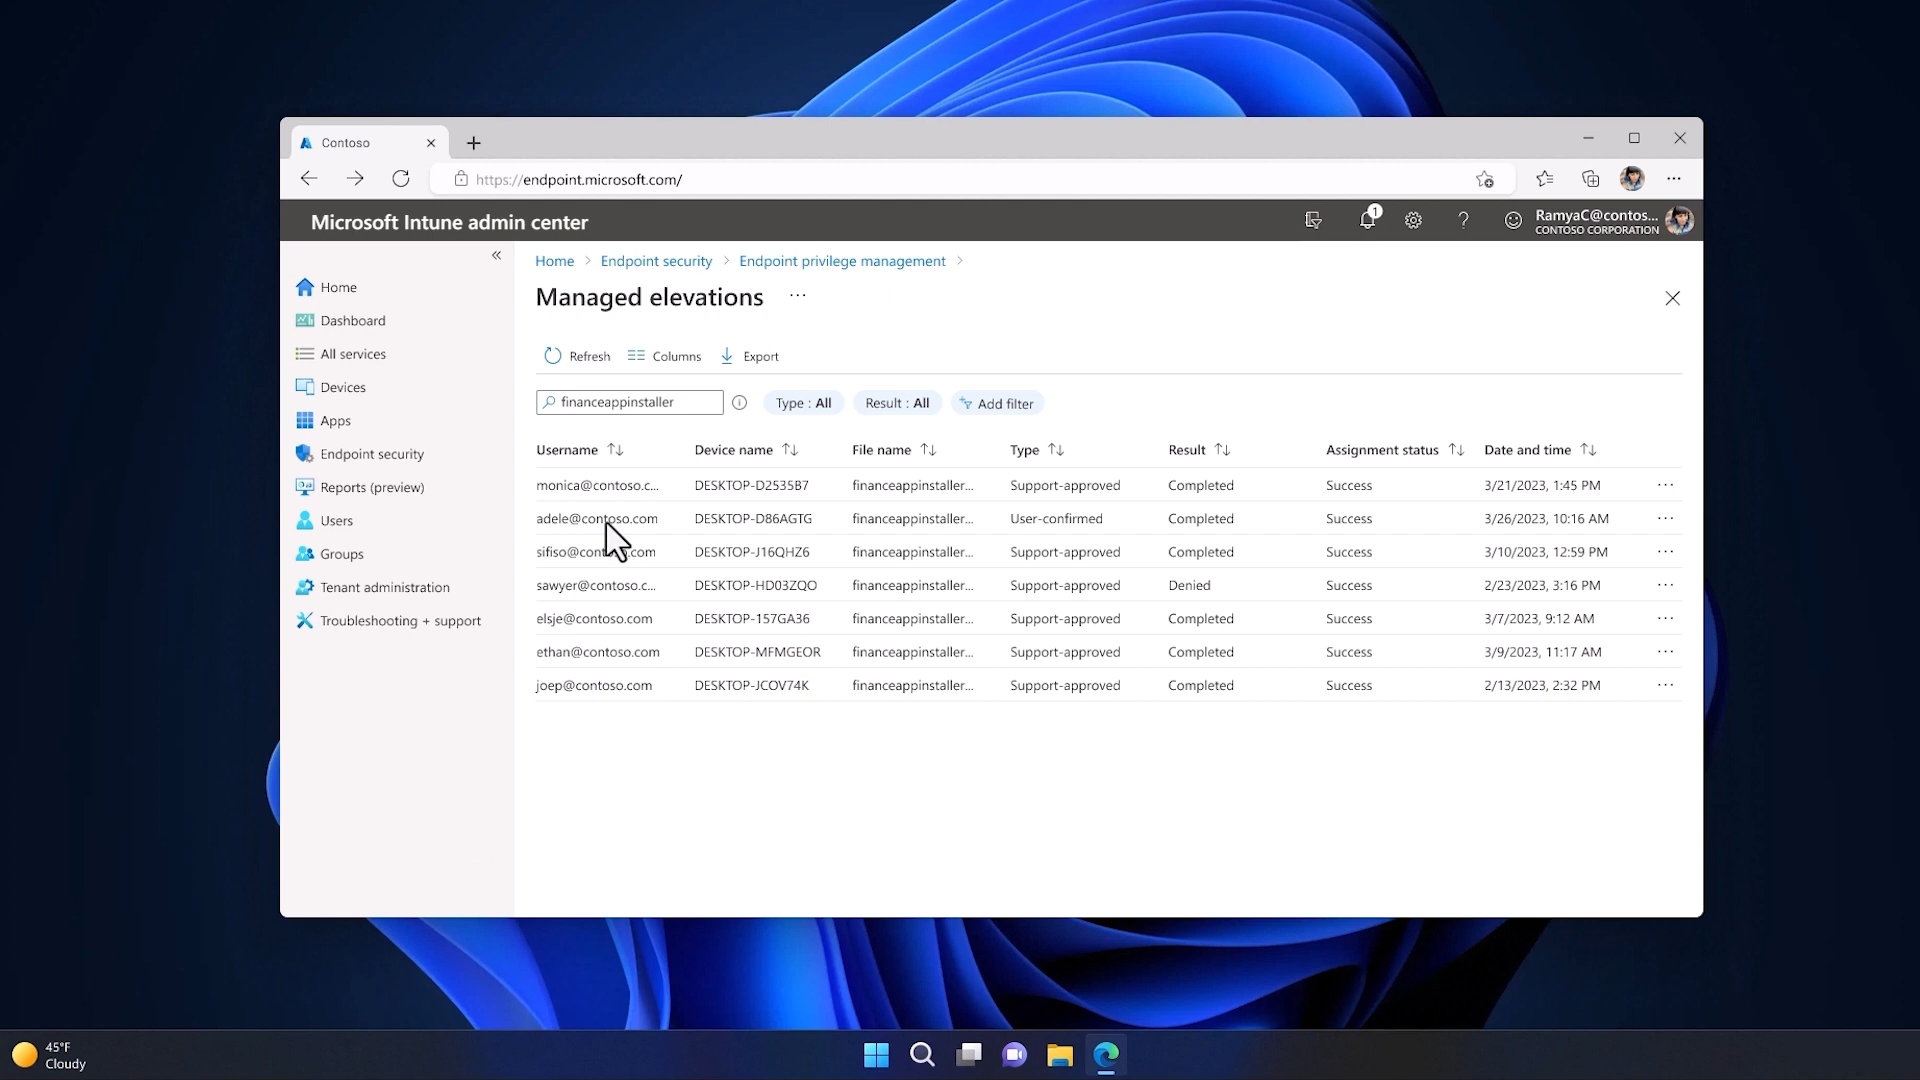 Contoso
https://endpoint.microsoft.com/
Microsoft Intune admin center
1
RamyaC@contos...
CONTOSO CORPORATION
Home
Dashboard
All services
Devices
Apps
Endpoint security
Reports (preview)
Users
Groups
Tenant administration
Troubleshooting + support
Home > Endpoint security > Endpoint privilege management >
Managed elevations ...
Refresh Columns Export
financeappinstaller Type : All Result : All Add filter
Username Device name File name Type Result Assignment status Date and time
monica@contoso.c... DESKTOP-D2535B7 financeappinstaller... Support-approved Completed Success 3/21/2023, 1:45 PM ...
adele@contoso.com DESKTOP-D86AGTG financeappinstaller... User-confirmed Completed Success 3/26/2023, 10:16 AM ...
sifiso@contoso.com DESKTOP-J16QHZ6 financeappinstaller... Support-approved Completed Success 3/10/2023, 12:59 PM ...
sawyer@contoso.c... DESKTOP-HD03ZQO financeappinstaller... Support-approved Denied Success 2/23/2023, 3:16 PM ...
elsje@contoso.com DESKTOP-157GA36 financeappinstaller... Support-approved Completed Success 3/7/2023, 9:12 AM ...
ethan@contoso.com DESKTOP-MFMGEOR financeappinstaller... Support-approved Completed Success 3/9/2023, 11:17 AM ...
joep@contoso.com DESKTOP-JCOV74K financeappinstaller... Support-approved Completed Success 2/13/2023, 2:32 PM ...
45°F
Cloudy